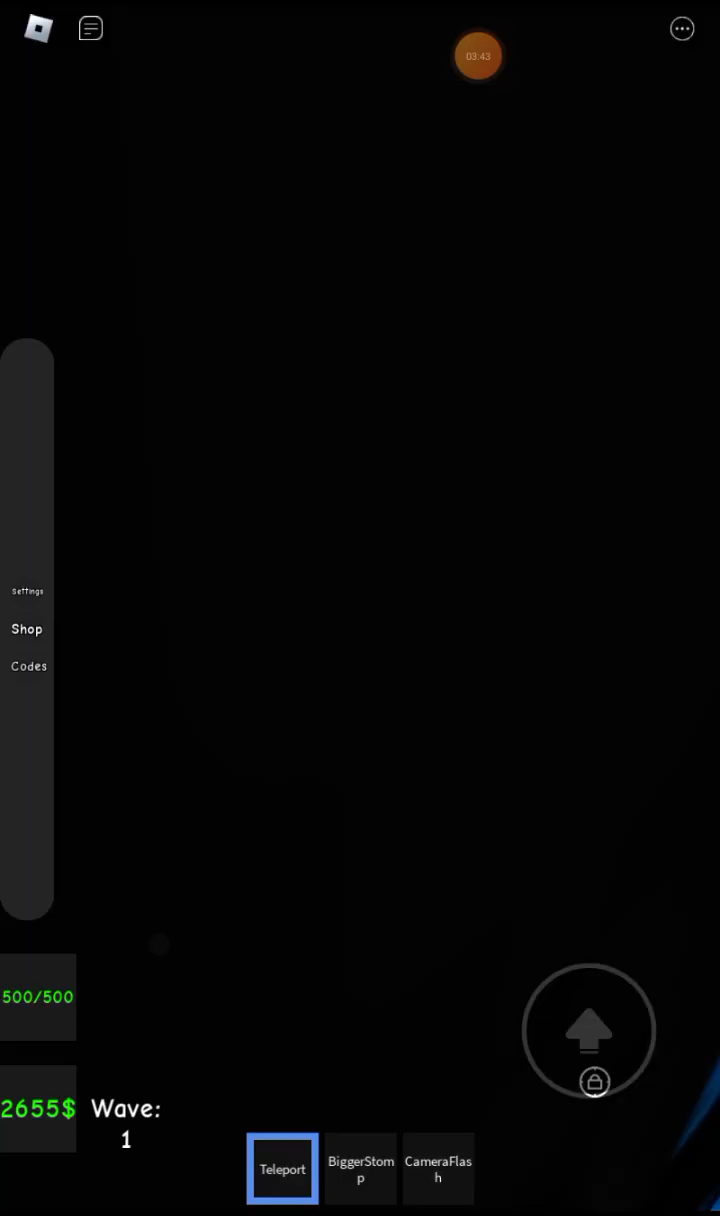 03:43
Settings
Shop
Codes
500/500
2655$
Wave:
1
Teleport
BiggerStom
p
CameraFlas
h